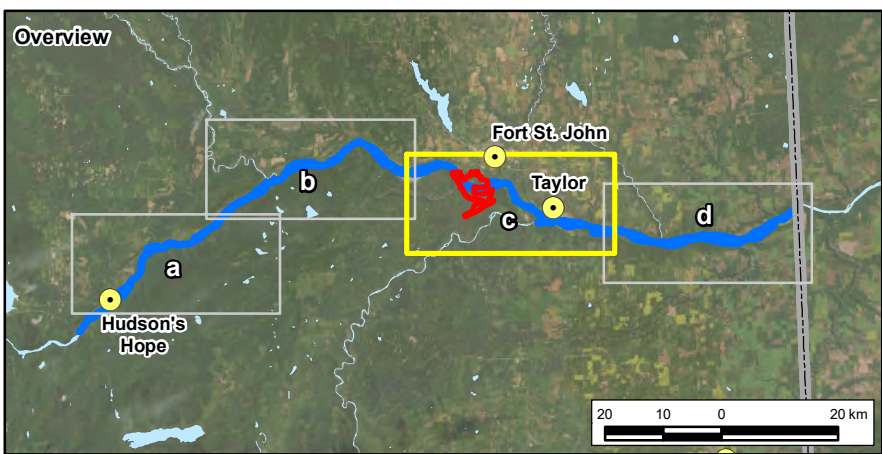 Overview
Fort St. John
Taylor
b
c
d
a
Hudson's
Hope
20 10 0 20 km